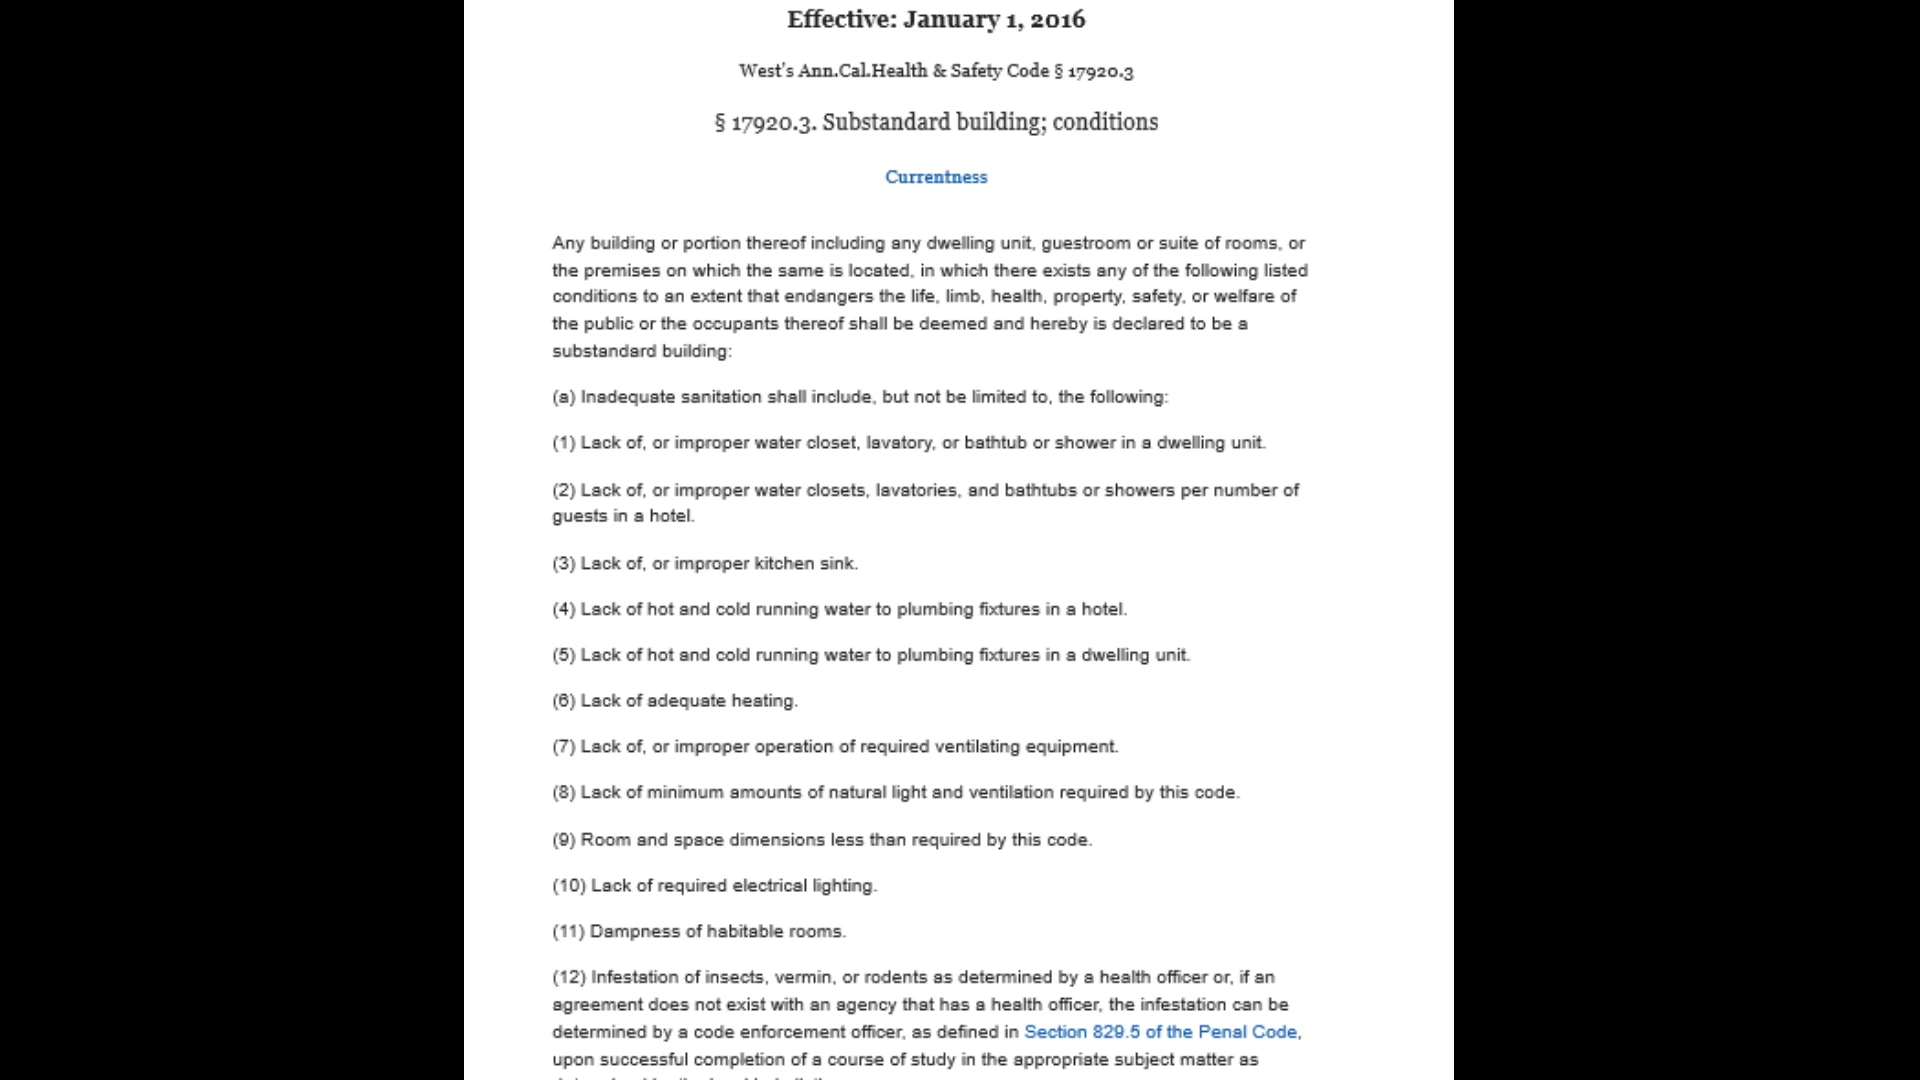 Effective: January 1, 2016
West's Ann.Cal.Health & Safety Code § 17920.3
§ 17920.3. Substandard building; conditions
Currentness
Any building or portion thereof including any dwelling unit, guestroom or suite of rooms, or
the premises on which the same is located, in which there exists any of the following listed
conditions to an extent that endangers the life, limb, health, property, safety, or welfare of
the public or the occupants thereof shall be deemed and hereby is declared to be a
substandard building:
(a) Inadequate sanitation shall include, but not be limited to, the following:
(1) Lack of, or improper water closet, lavatory, or bathtub or shower in a dwelling unit.
(2) Lack of, or improper water closets, lavatories, and bathtubs or showers per number of
guests in a hotel.
(3) Lack of, or improper kitchen sink.
(4) Lack of hot and cold running water to plumbing fixtures in a hotel.
(5) Lack of hot and cold running water to plumbing fixtures in a dwelling unit.
(6) Lack of adequate heating.
(7) Lack of, or improper operation of required ventilating equipment.
(8) Lack of minimum amounts of natural light and ventilation required by this code.
(9) Room and space dimensions less than required by this code.
(10) Lack of required electrical lighting.
(11) Dampness of habitable rooms.
(12) Infestation of insects, vermin, or rodents as determined by a health officer or, if an
agreement does not exist with an agency that has a health officer, the infestation can be
determined by a code enforcement officer, as defined in Section 829.5 of the Penal Code,
upon successful completion of a course of study in the appropriate subject matter as